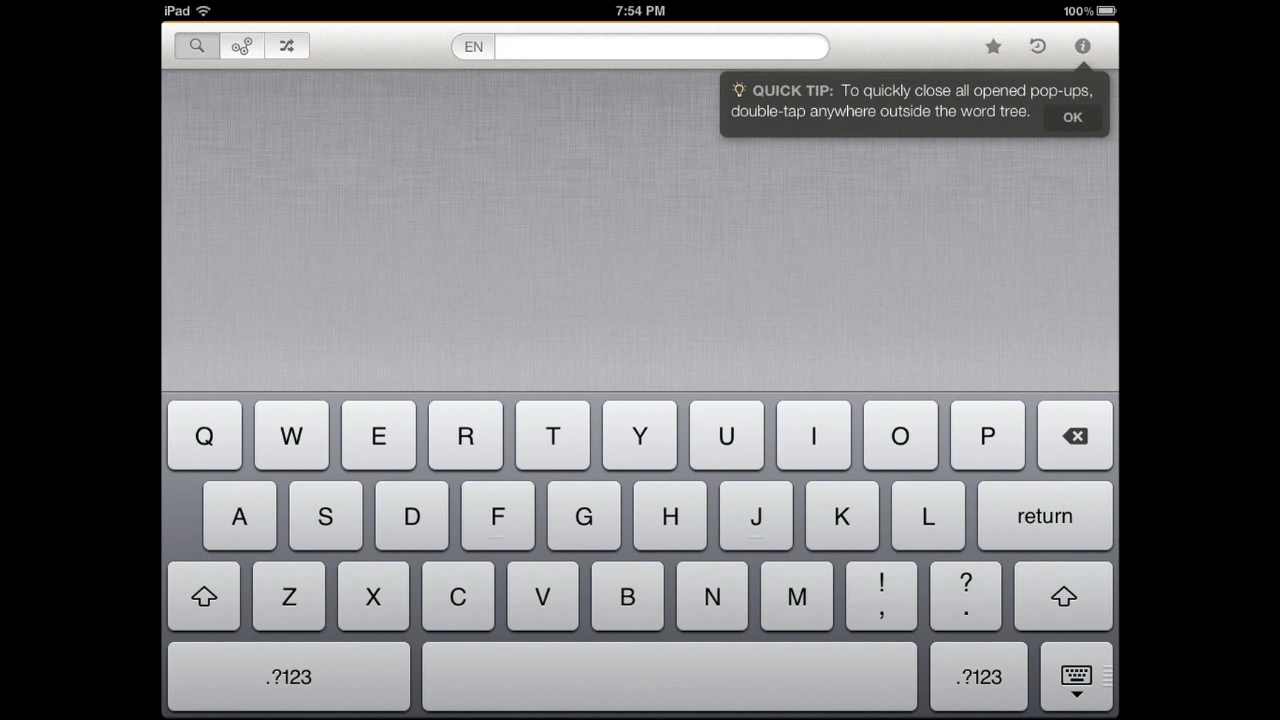 iPad 7:54 PM 100%
EN
QUICK TIP: To quickly close all opened pop-ups,
double-tap anywhere outside the word tree. OK
Q W E R T Y U I O P
A S D F G H J K L return
Z X C V B N M ! , ? .
.?123 .?123